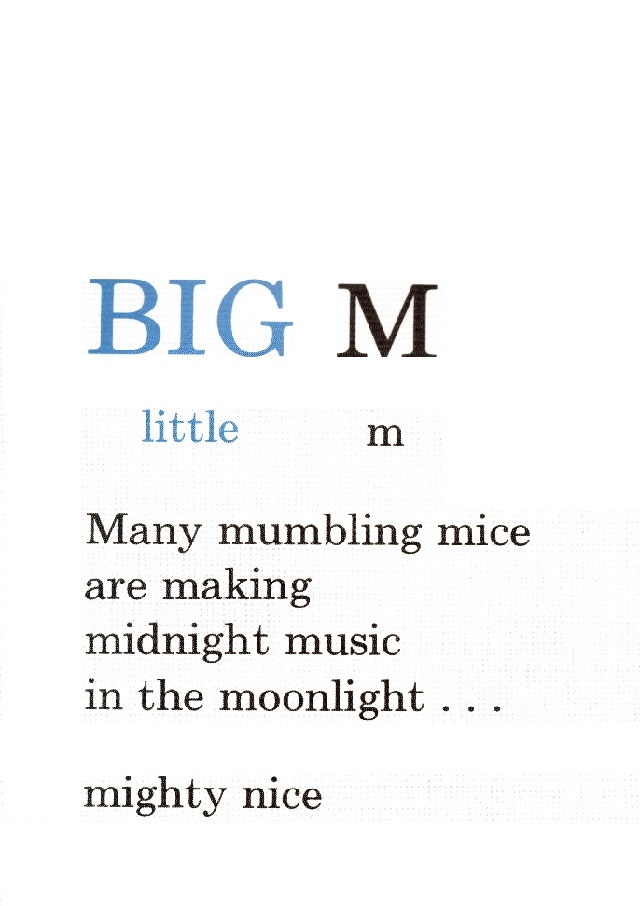 BIG M
little m
Many mumbling mice
are making
midnight music
in the moonlight . . .
mighty nice